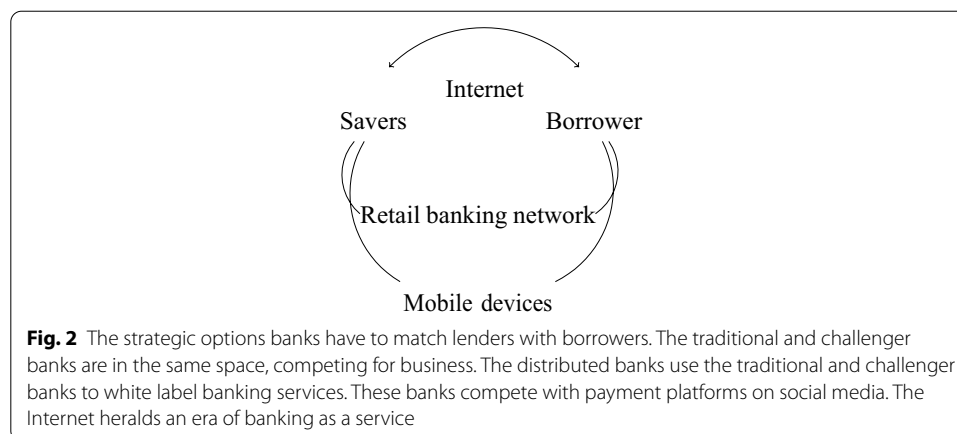 Internet
Savers Borrower
Retail banking network
Mobile devices
Fig. 2 The strategic options banks have to match lenders with borrowers. The traditional and challenger
banks are in the same space, competing for business. The distributed banks use the traditional and challenger
banks to white label banking services. These banks compete with payment platforms on social media. The
Internet heralds an era of banking as a service